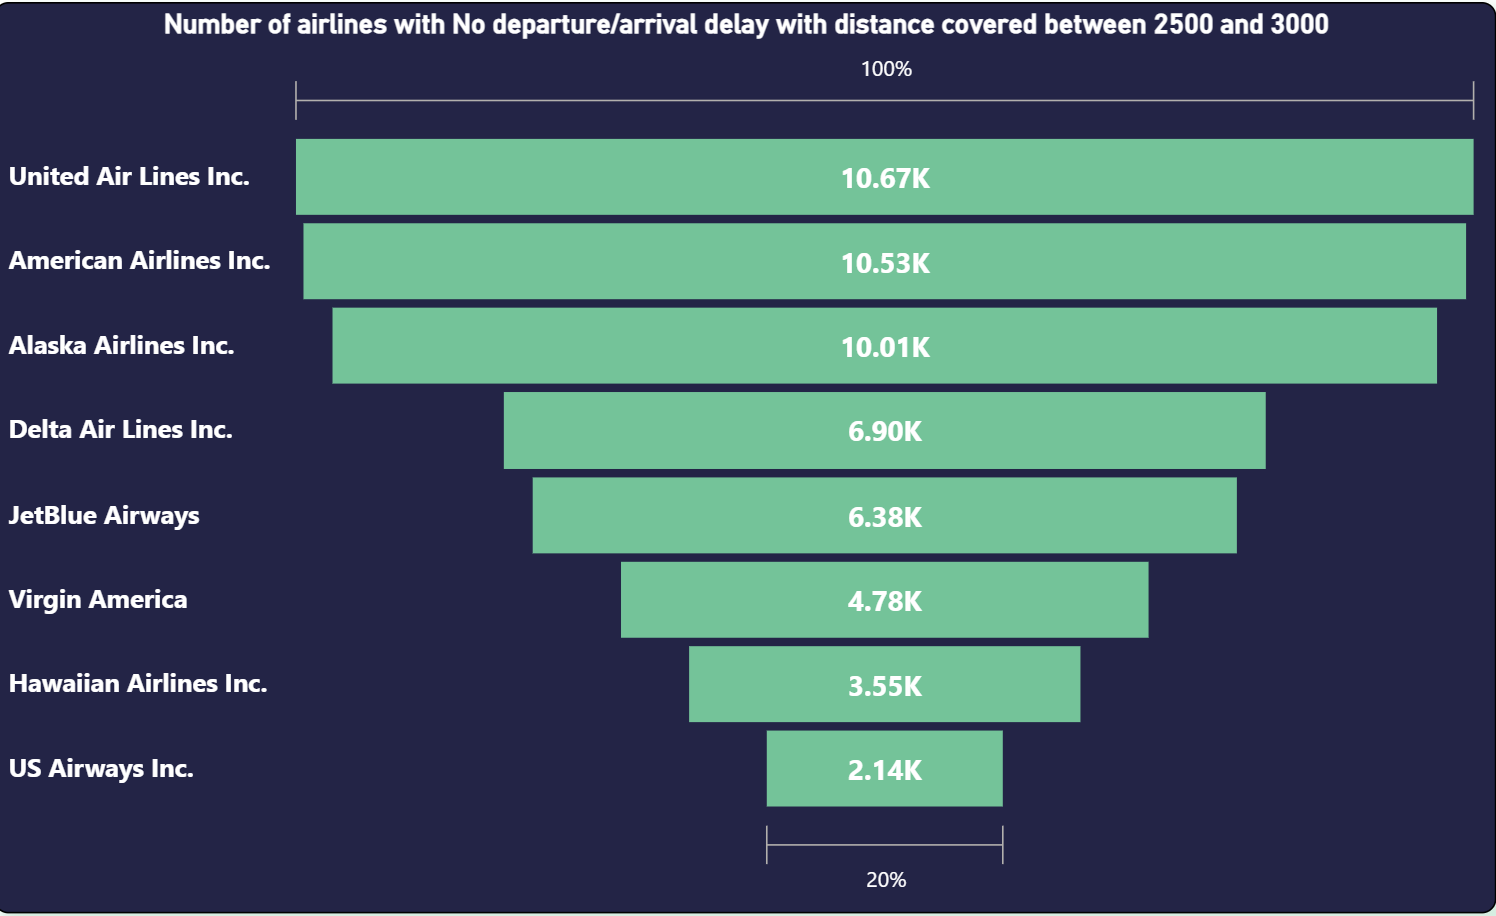 Number of airlines with No departure/arrival delay with distance covered between 2500 and 3000
100%
United Air Lines Inc. 10.67K
American Airlines Inc. 10.53K
Alaska Airlines Inc. 10.01K
Delta Air Lines Inc. 6.90K
JetBlue Airways 6.38K
Virgin America 4.78K
Hawaiian Airlines Inc. 3.55K
US Airways Inc. 2.14K
20%